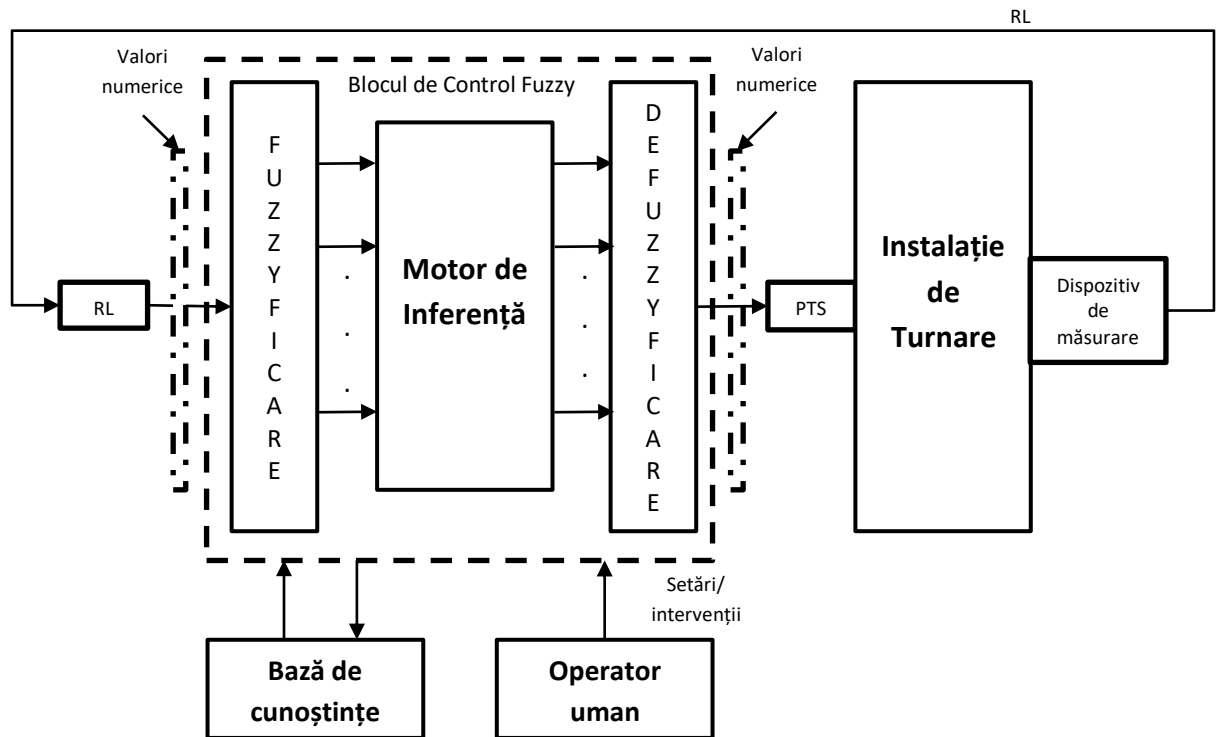 RL
Valori
numerice
Blocul de Control Fuzzy
Valori
numerice
F
U
Z
Z
Y
F
I
C
A
R
E
D
E
F
U
Z
Z
Y
F
I
C
A
R
E
RL
Motor de
Inferență
PTS
Instalație
de
Turnare
Dispozitiv
de
măsurare
Setări/
intervenții
Bază de
cunoștințe
Operator
uman